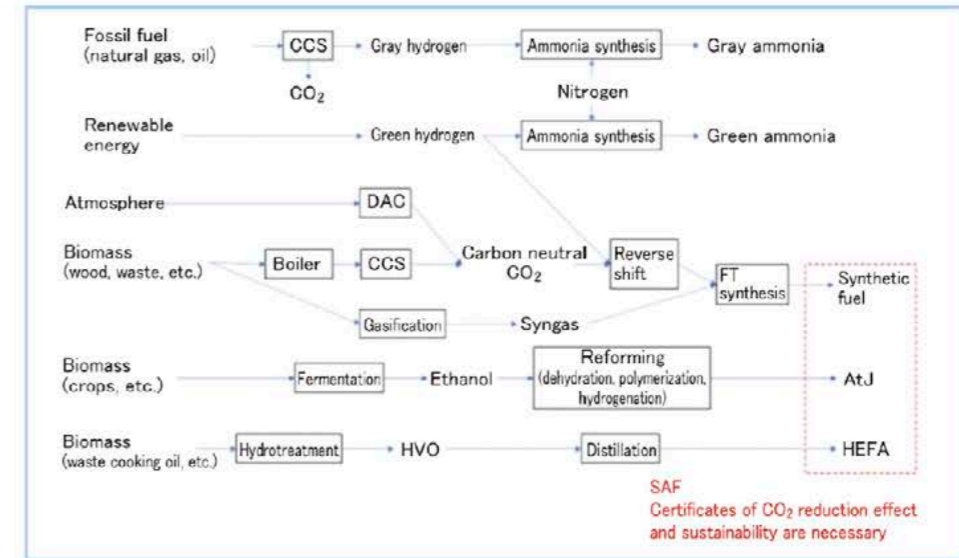 Fossil fuel
(natural gas, oil)
CCS
Gray hydrogen
Ammonia synthesis
Gray ammonia
CO₂
Nitrogen
Renewable
energy
Green hydrogen
Ammonia synthesis
Green ammonia
Atmosphere
DAC
Biomass
(wood, waste, etc.)
Boiler
CCS
Carbon neutral
CO₂
Reverse
shift
FT
synthesis
Synthetic
fuel
Gasification
Syngas
Biomass
(crops, etc.)
Fermentation
Ethanol
Reforming
(dehydration, polymerization,
hydrogenation)
AtJ
Biomass
(waste cooking oil, etc.)
Hydrotreatment
HVO
Distillation
HEFA
SAF
Certificates of CO₂ reduction effect
and sustainability are necessary